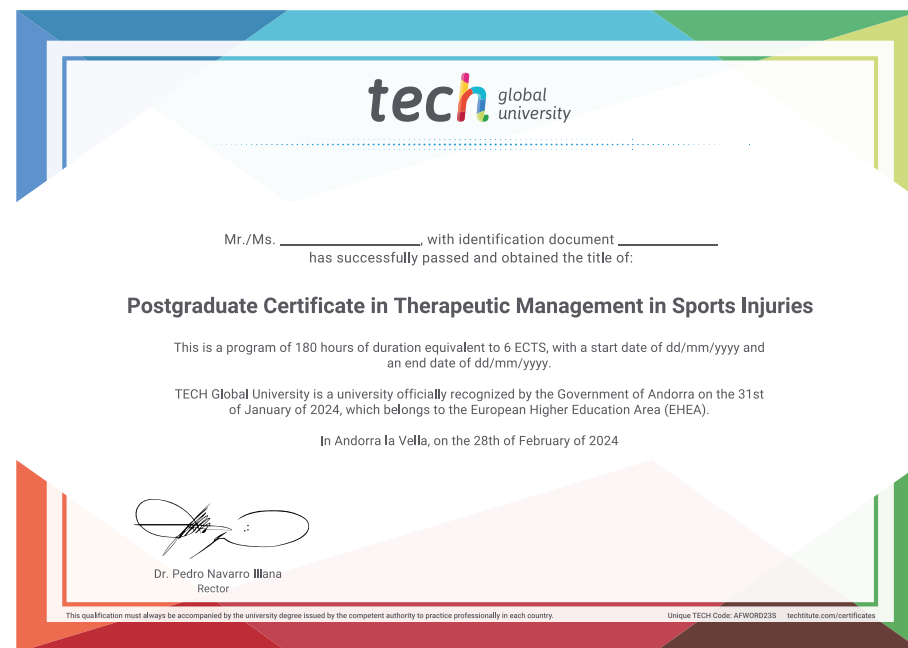 tech global
university
Mr./Ms. ____________, with identification document ____________
has successfully passed and obtained the title of:
Postgraduate Certificate in Therapeutic Management in Sports Injuries
This is a program of 180 hours of duration equivalent to 6 ECTS, with a start date of dd/mm/yyyy and
an end date of dd/mm/yyyy.
TECH Global University is a university officially recognized by the Government of Andorra on the 31st
of January of 2024, which belongs to the European Higher Education Area (EHEA).
In Andorra la Vella, on the 28th of February of 2024
Dr. Pedro Navarro Illana
Rector
This qualification must always be accompanied by the university degree issued by the competent authority to practice professionally in each country.
Unique TECH Code: AFWORD23S techtitute.com/certificates